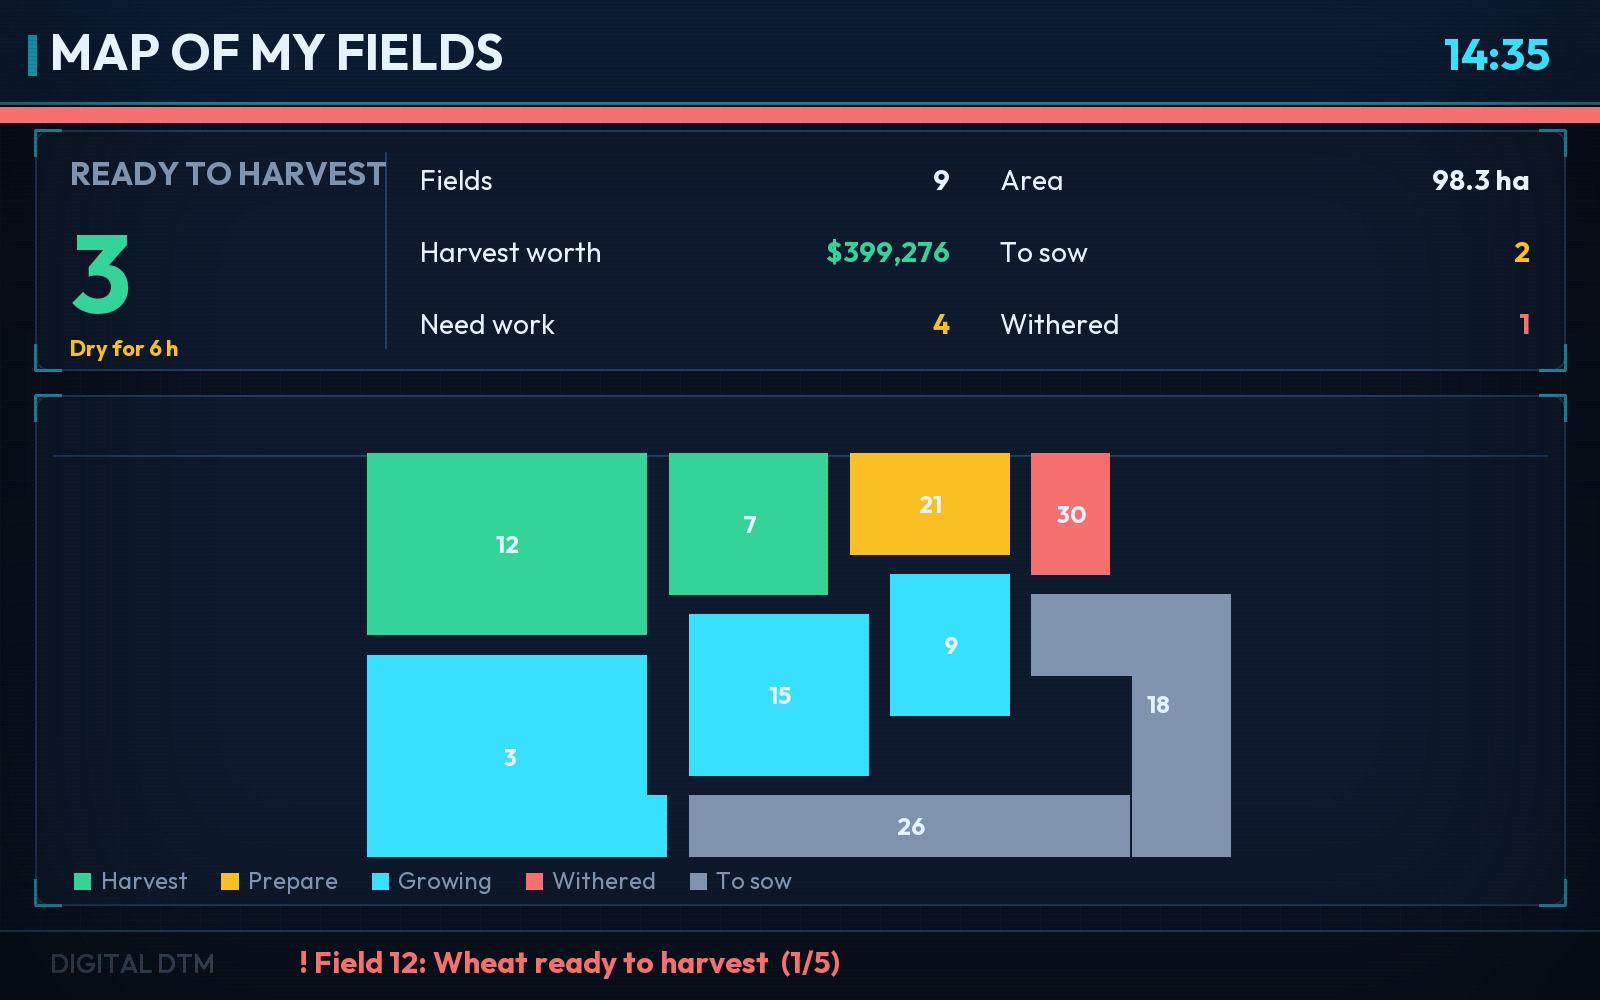 MAP OF MY FIELDS
14:35
READY TO HARVEST
3
Dry for 6 h
Fields 9 Area 98.3 ha
Harvest worth $399,276 To sow 2
Need work 4 Withered 1
12
7
21
30
3
15
9
18
26
Harvest Prepare Growing Withered To sow
DIGITAL DTM
! Field 12: Wheat ready to harvest (1/5)